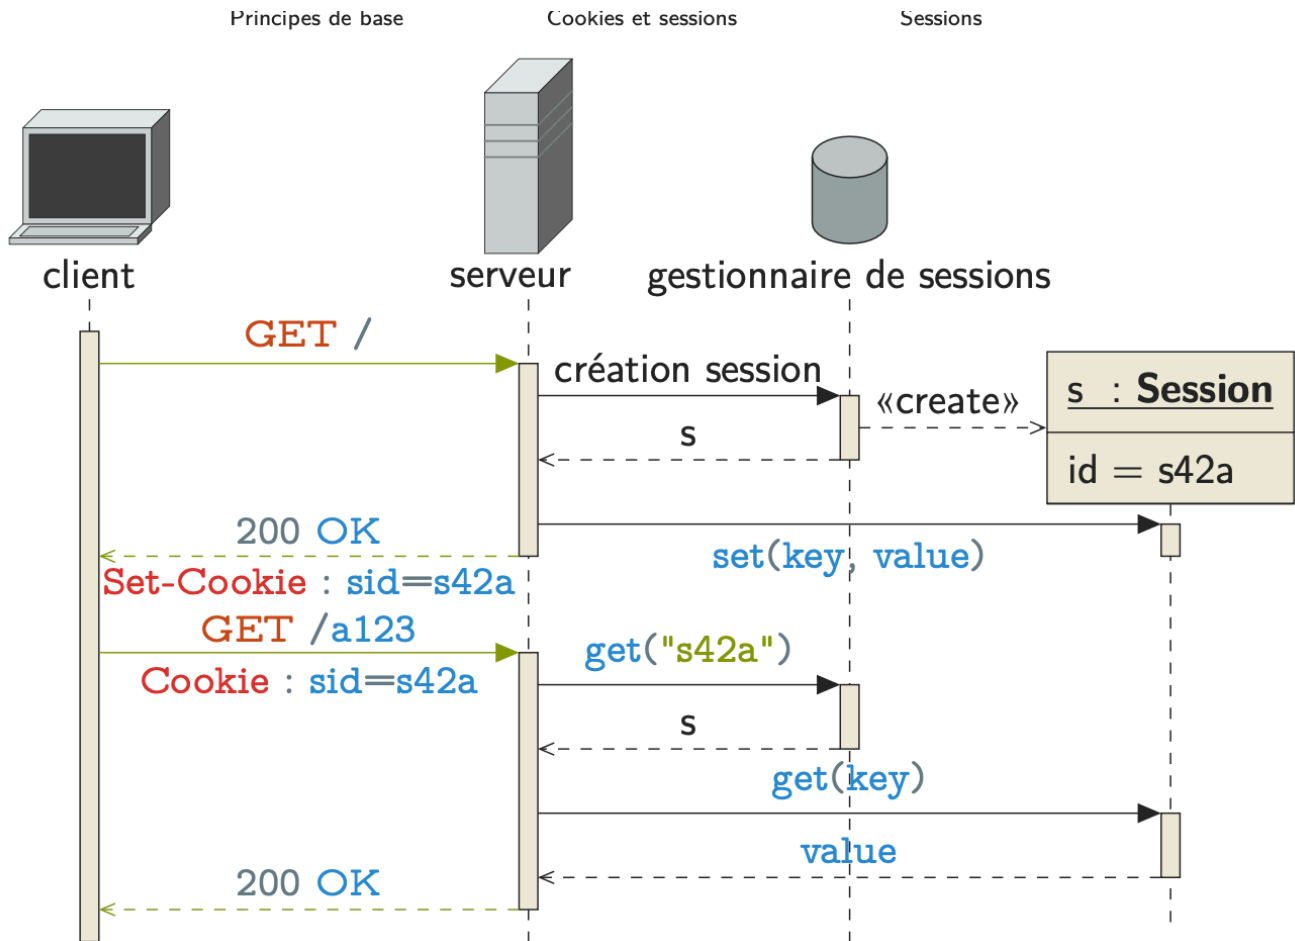 Principes de base
Cookies et sessions
Sessions
client
serveur
gestionnaire de sessions
GET /
création session
«create»
s : Session
id = s42a
s
200 OK
set(key, value)
Set-Cookie : sid=s42a
GET /a123
get("s42a")
Cookie : sid=s42a
s
get(key)
value
200 OK